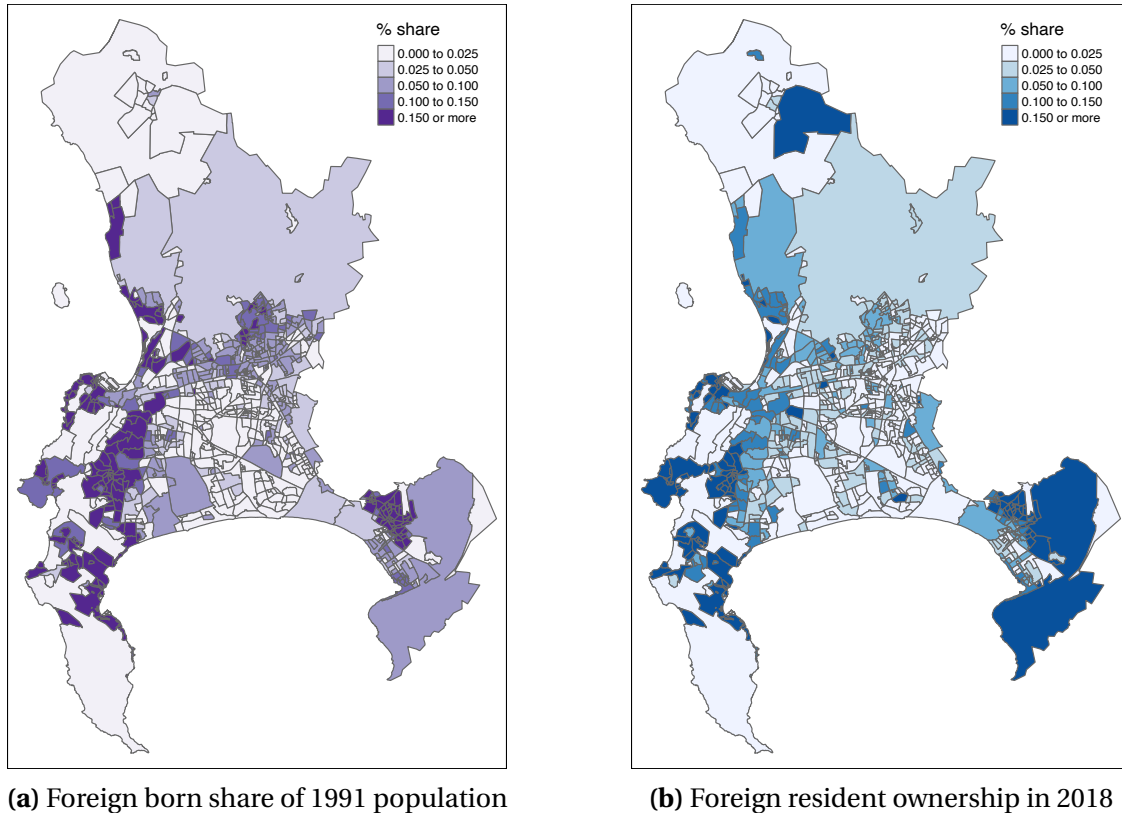 % share
0.000 to 0.025
0.025 to 0.050
0.050 to 0.100
0.100 to 0.150
0.150 or more
% share
0.000 to 0.025
0.025 to 0.050
0.050 to 0.100
0.100 to 0.150
0.150 or more
(a) Foreign born share of 1991 population
(b) Foreign resident ownership in 2018